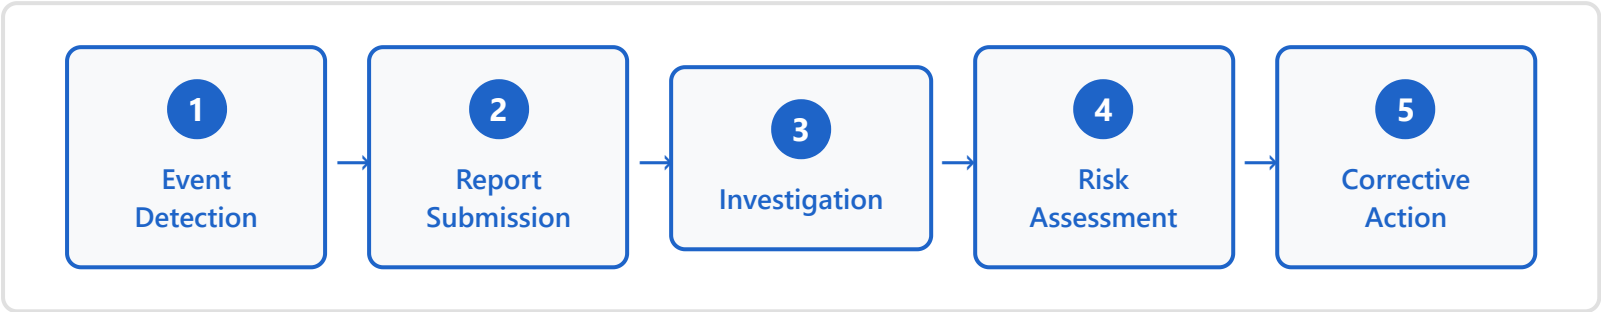 1
Event
Detection
2
Report
Submission
3
Investigation
4
Risk
Assessment
5
Corrective
Action